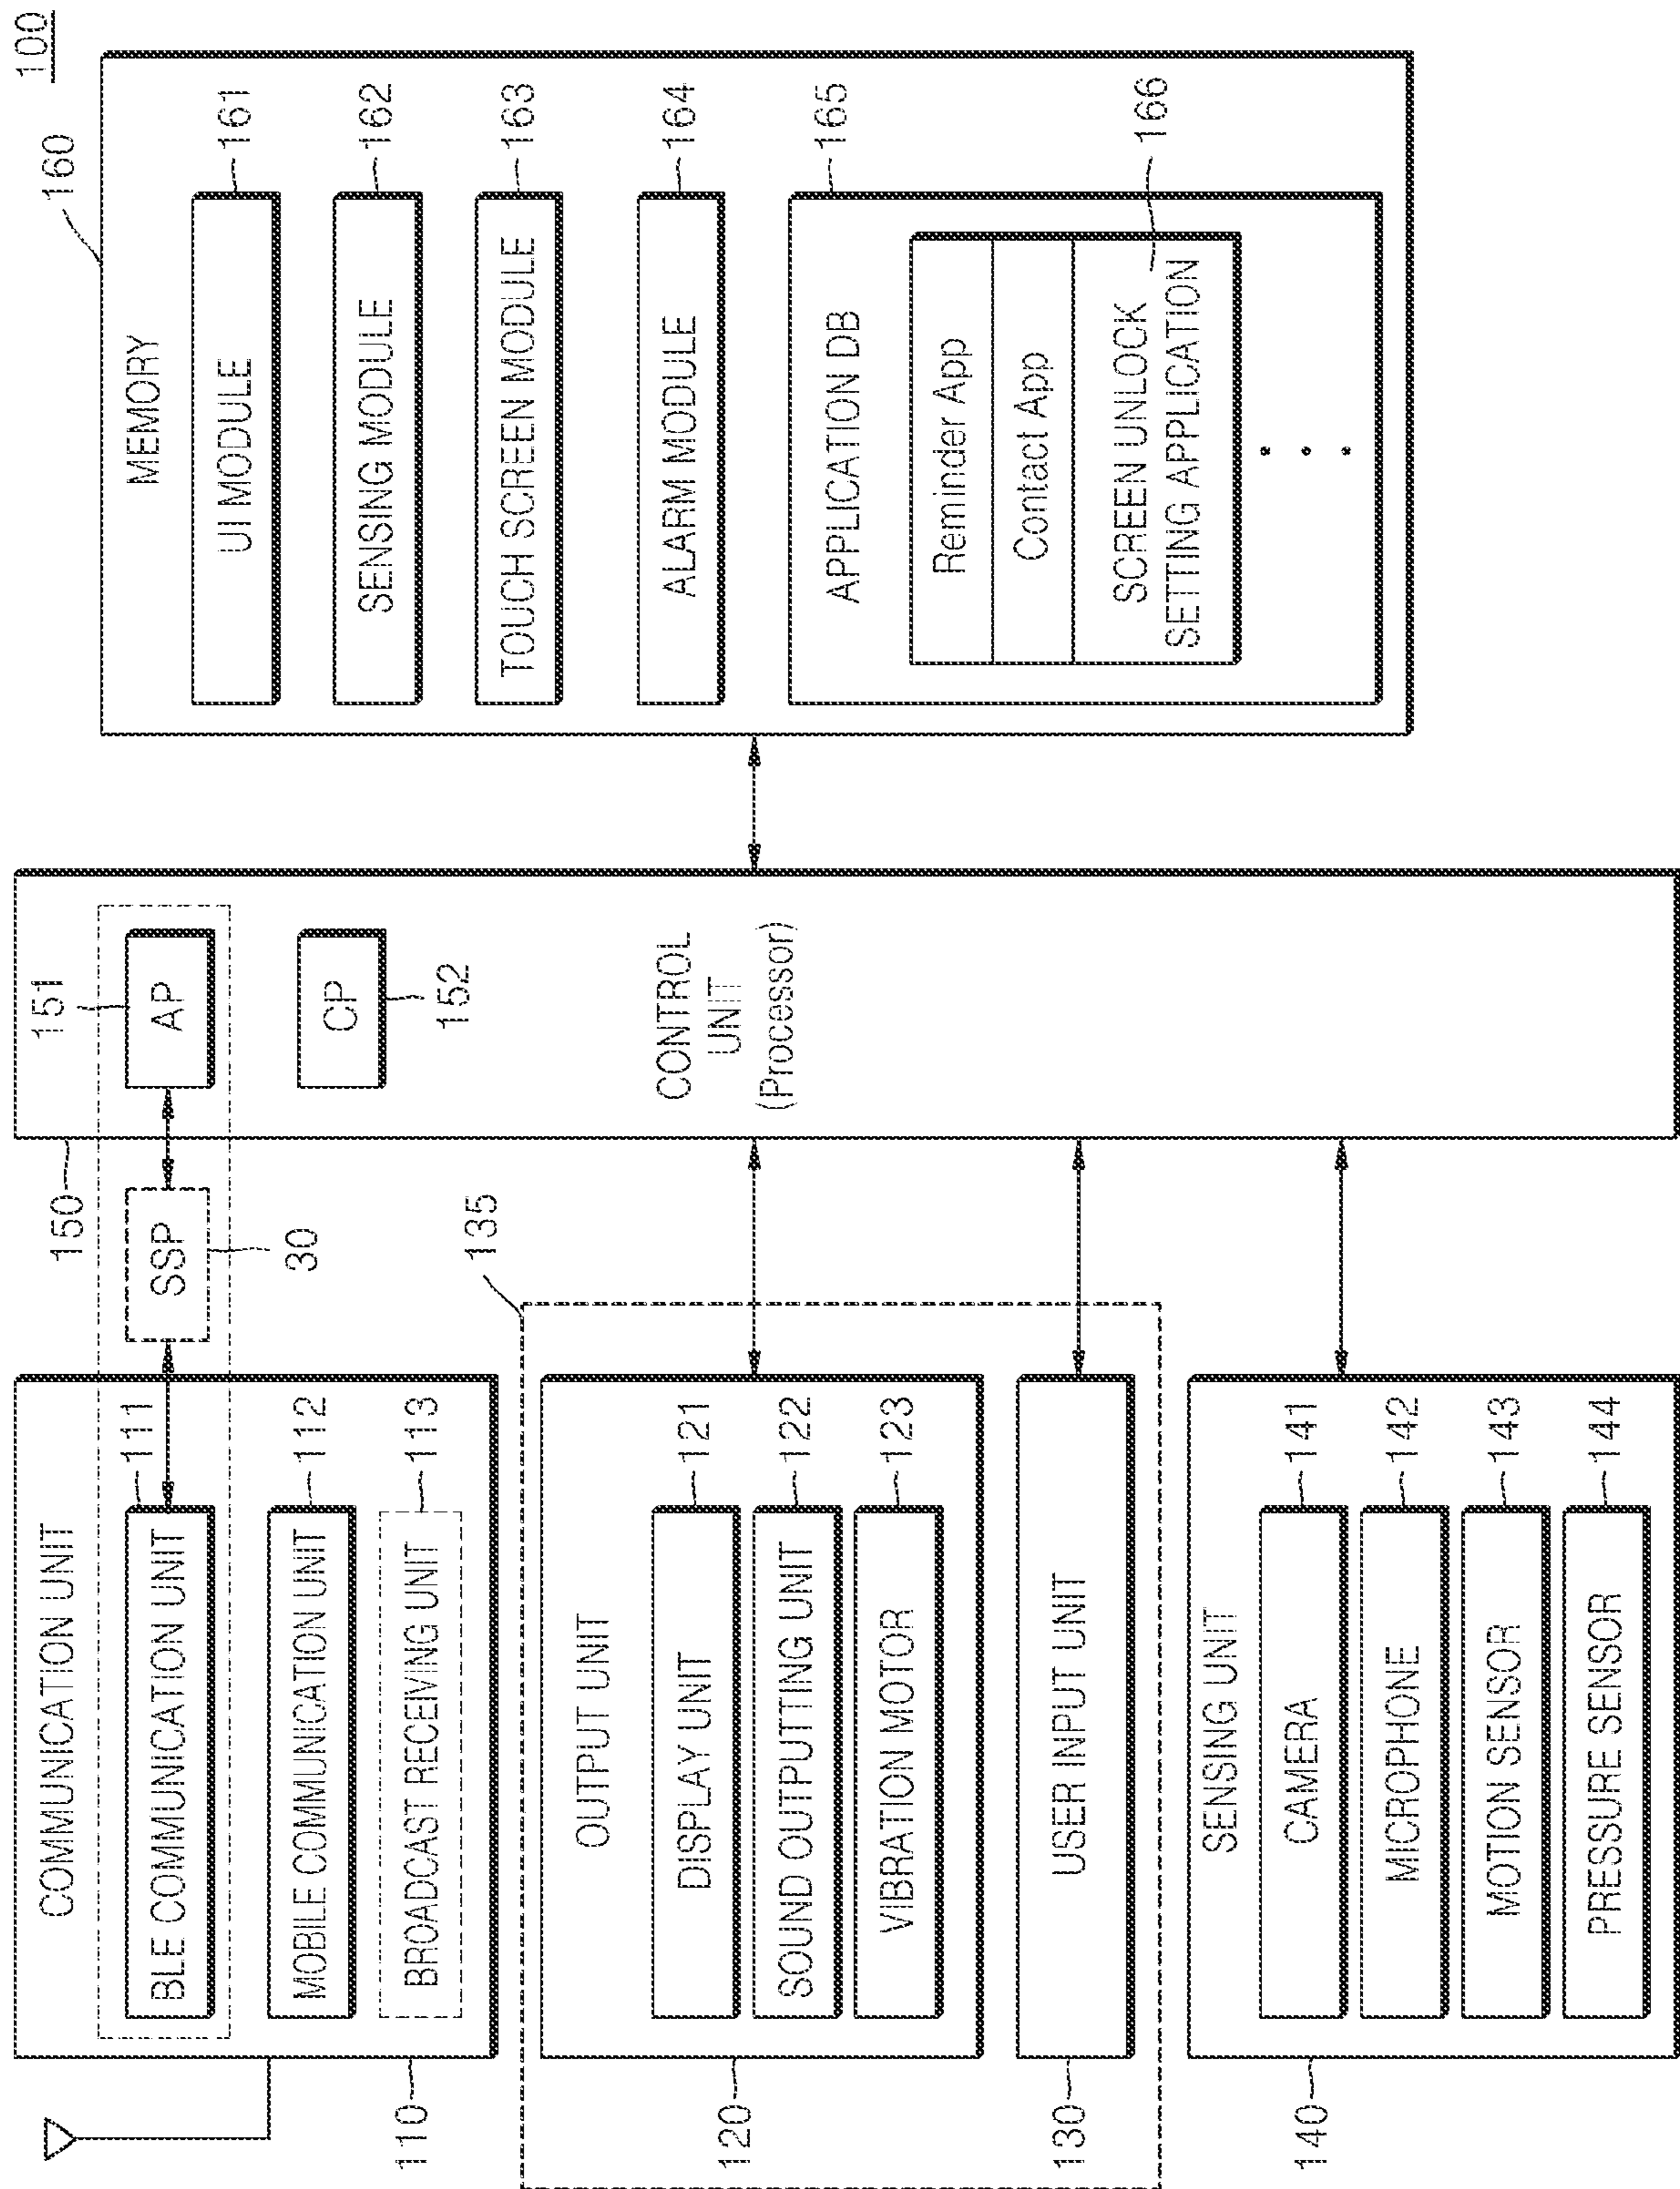 100
COMMUNICATION UNIT
BLE COMMUNICATION UNIT
111
MOBILE COMMUNICATION UNIT
112
BROADCAST RECEIVING UNIT
113
110
SSP
30
150
151
AP
CP
152
CONTROL
UNIT
(Processor)
135
OUTPUT UNIT
DISPLAY UNIT
121
SOUND OUTPUTTING UNIT
122
VIBRATION MOTOR
123
120
USER INPUT UNIT
130
SENSING UNIT
CAMERA
141
MICROPHONE
142
MOTION SENSOR
143
PRESSURE SENSOR
144
140
160
MEMORY
UI MODULE
161
SENSING MODULE
162
TOUCH SCREEN MODULE
163
ALARM MODULE
164
APPLICATION DB
165
Reminder App
Contact App
SCREEN UNLOCK
SETTING APPLICATION
166